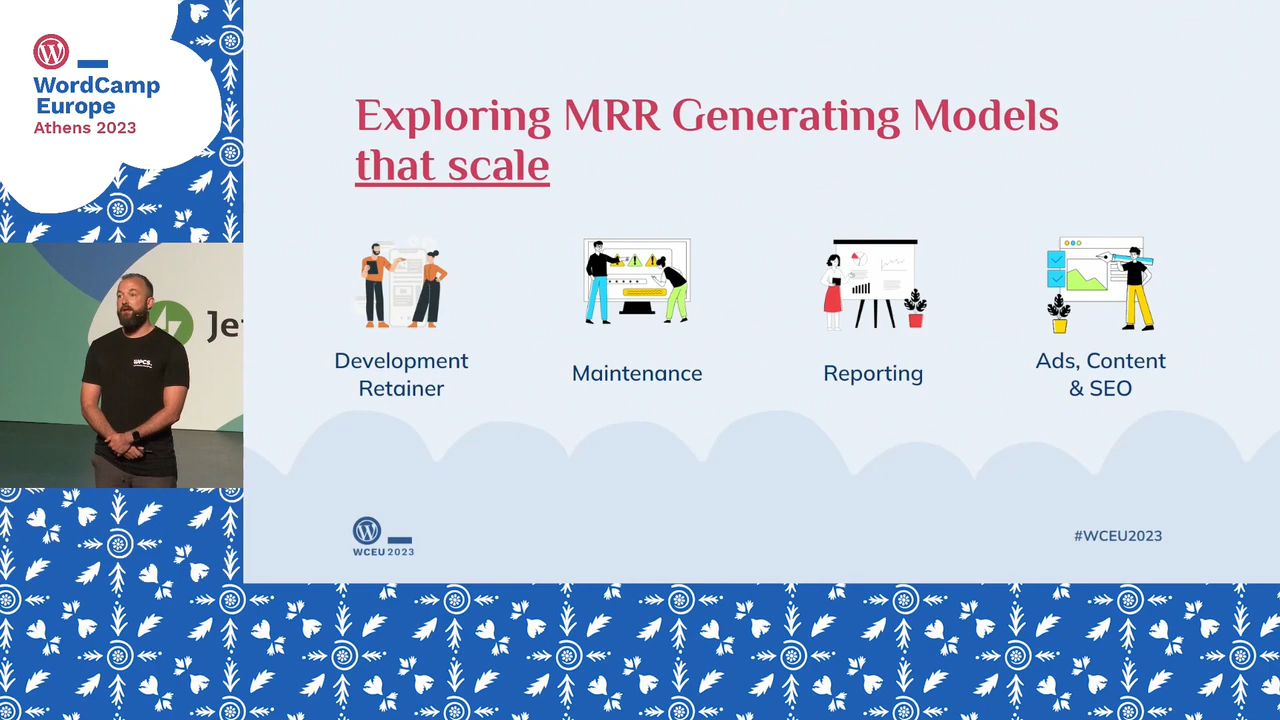 WordCamp
Europe
Athens 2023
Exploring MRR Generating Models
that scale
Development
Retainer
Maintenance
Reporting
Ads, Content
& SEO
WCEU 2023
#WCEU2023